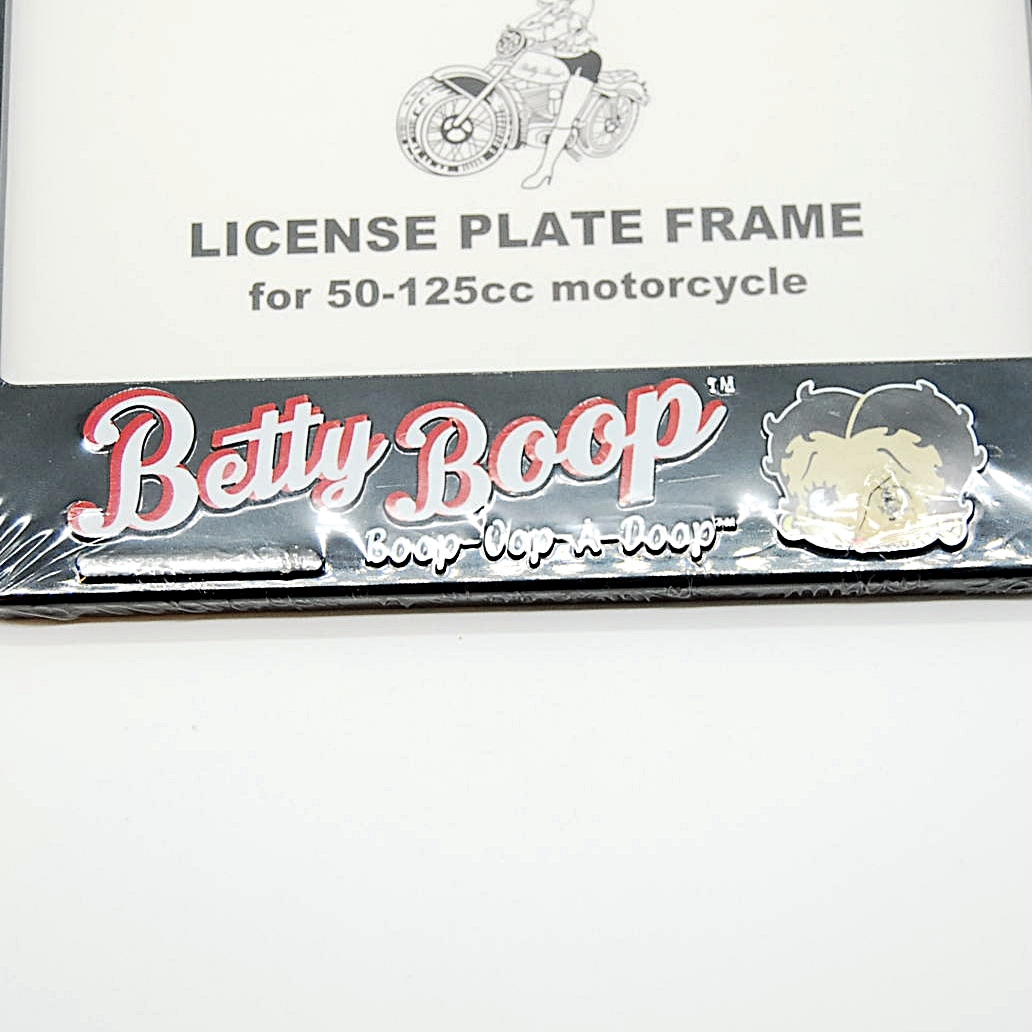 LICENSE PLATE FRAME
for 50-125cc motorcycle
Betty Boop™
Boop-Oop-A-Doop™